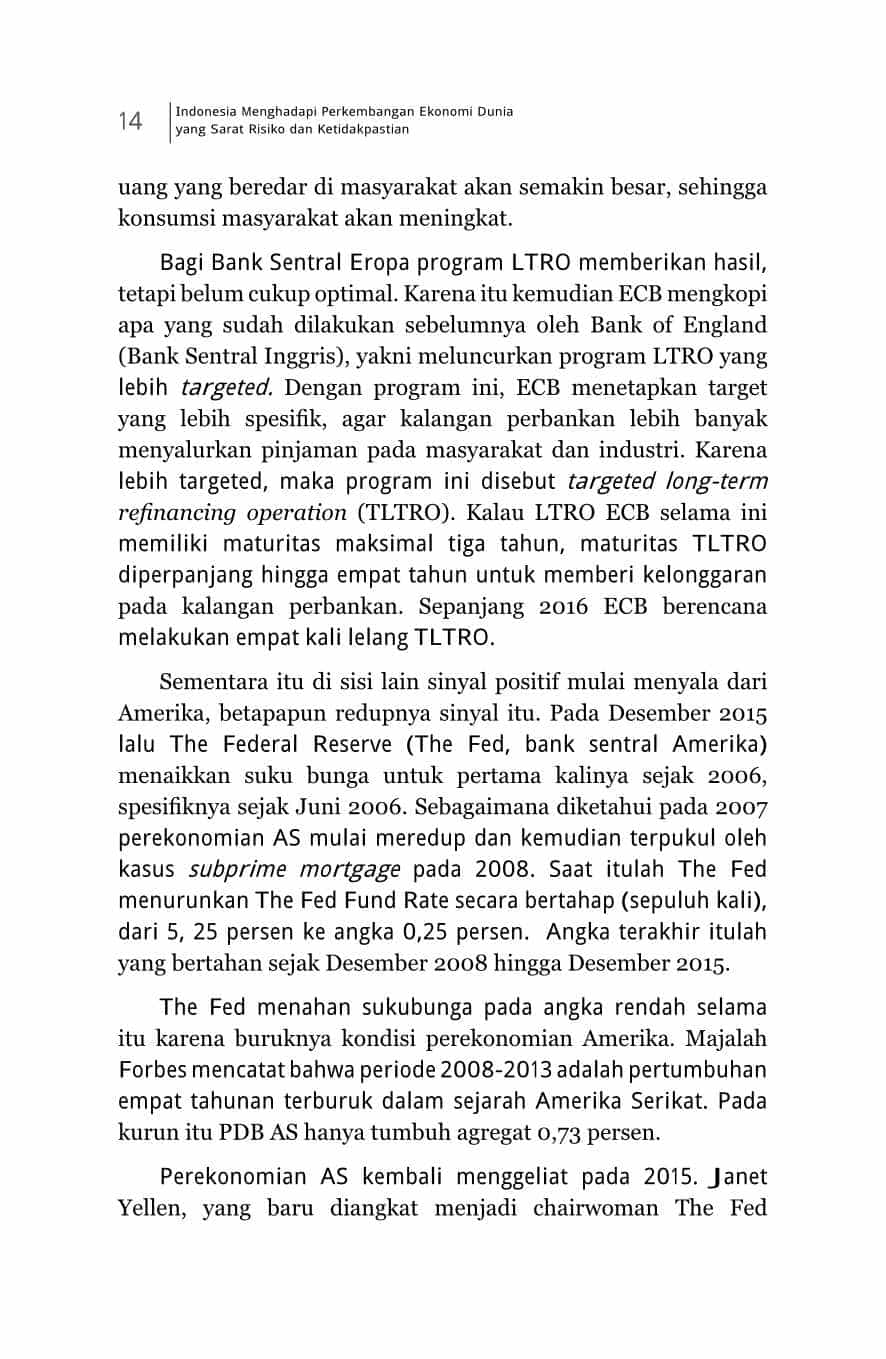 14
Indonesia Menghadapi Perkembangan Ekonomi Dunia
yang Sarat Risiko dan Ketidakpastian
uang yang beredar di masyarakat akan semakin besar, sehingga
konsumsi masyarakat akan meningkat.
Bagi Bank Sentral Eropa program LTRO memberikan hasil,
tetapi belum cukup optimal. Karena itu kemudian ECB mengkopi
apa yang sudah dilakukan sebelumnya oleh Bank of England
(Bank Sentral Inggris), yakni meluncurkan program LTRO yang
lebih targeted. Dengan program ini, ECB menetapkan target
yang lebih spesifik, agar kalangan perbankan lebih banyak
menyalurkan pinjaman pada masyarakat dan industri. Karena
lebih targeted, maka program ini disebut targeted long-term
refinancing operation (TLTRO). Kalau LTRO ECB selama ini
memiliki maturitas maksimal tiga tahun, maturitas TLTRO
diperpanjang hingga empat tahun untuk memberi kelonggaran
pada kalangan perbankan. Sepanjang 2016 ECB berencana
melakukan empat kali lelang TLTRO.
Sementara itu di sisi lain sinyal positif mulai menyala dari
Amerika, betapapun redupnya sinyal itu. Pada Desember 2015
lalu The Federal Reserve (The Fed, bank sentral Amerika)
menaikkan suku bunga untuk pertama kalinya sejak 2006,
spesifiknya sejak Juni 2006. Sebagaimana diketahui pada 2007
perekonomian AS mulai meredup dan kemudian terpukul oleh
kasus subprime mortgage pada 2008. Saat itulah The Fed
menurunkan The Fed Fund Rate secara bertahap (sepuluh kali),
dari 5, 25 persen ke angka 0,25 persen.  Angka terakhir itulah
yang bertahan sejak Desember 2008 hingga Desember 2015.
The Fed menahan sukubunga pada angka rendah selama
itu karena buruknya kondisi perekonomian Amerika. Majalah
Forbes mencatat bahwa periode 2008-2013 adalah pertumbuhan
empat tahunan terburuk dalam sejarah Amerika Serikat. Pada
kurun itu PDB AS hanya tumbuh agregat 0,73 persen.
Perekonomian AS kembali menggeliat pada 2015. Janet
Yellen, yang baru diangkat menjadi chairwoman The Fed